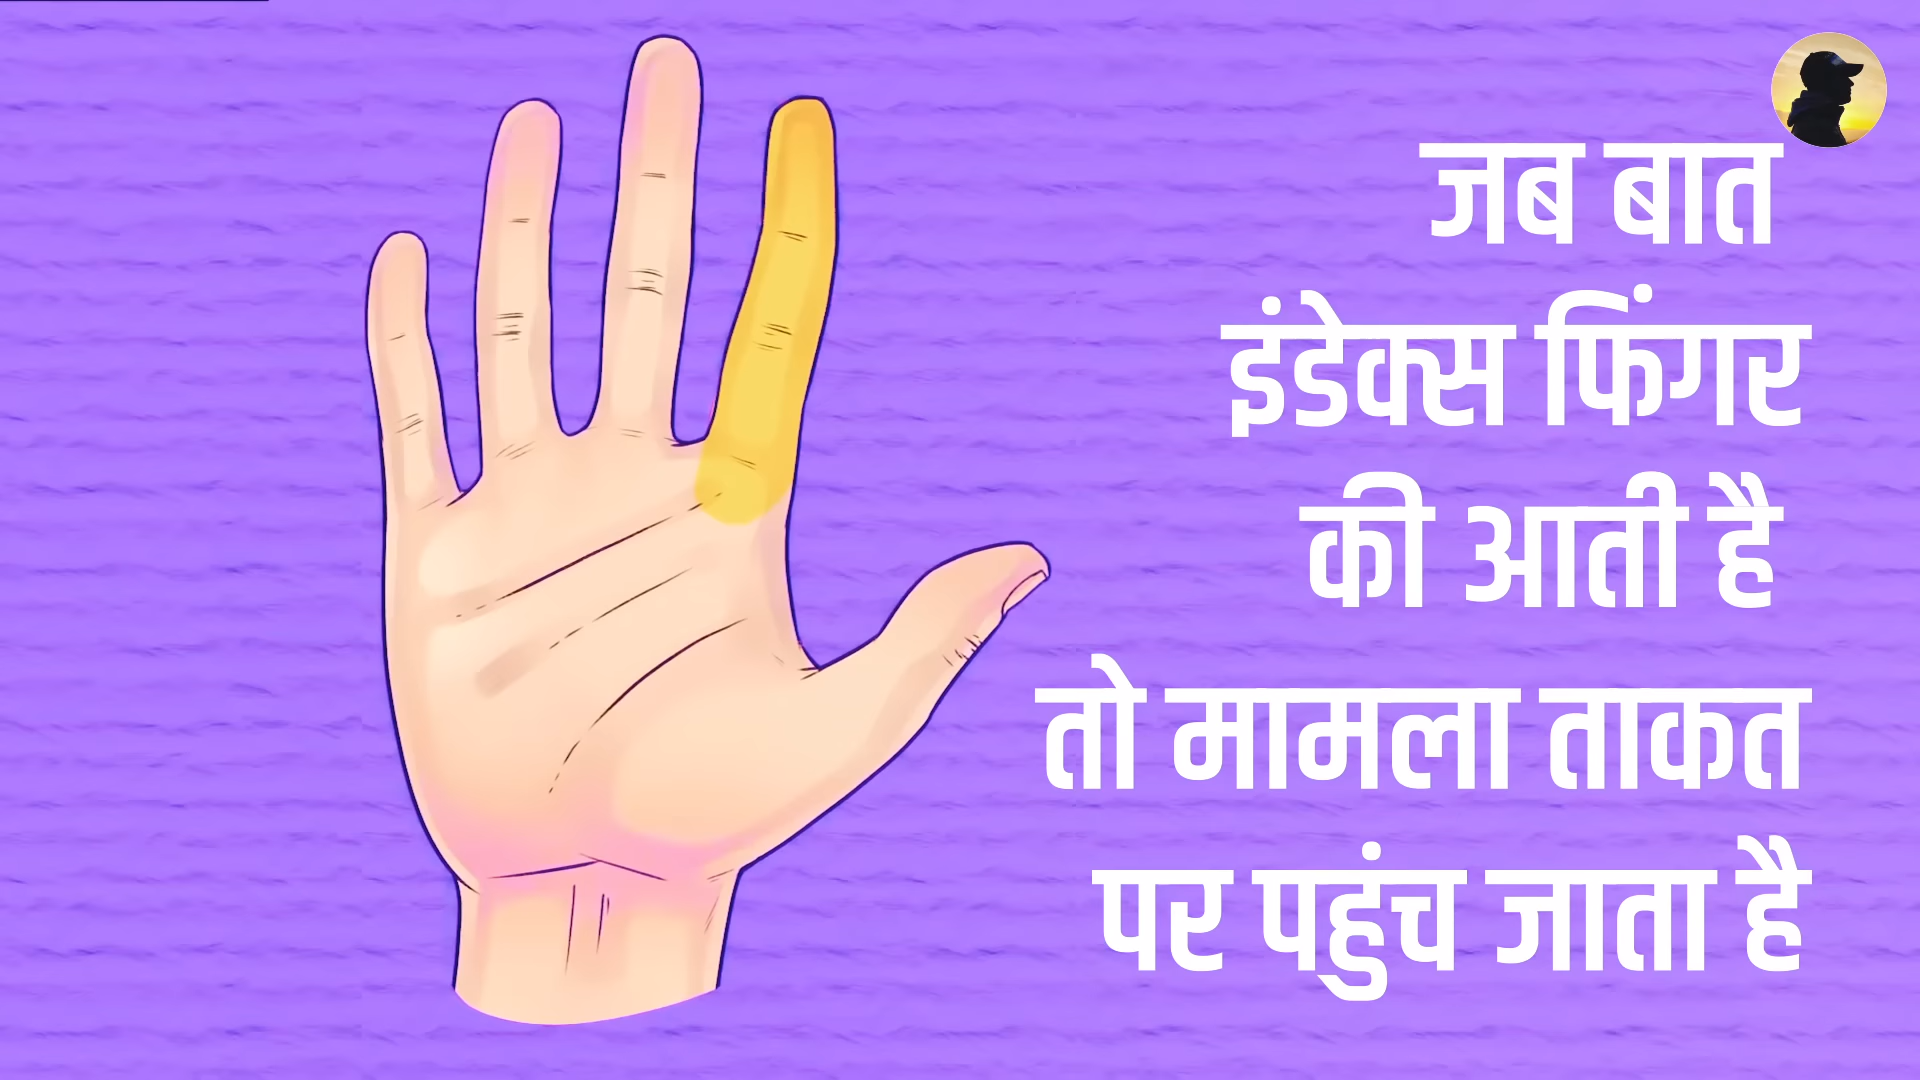 जब बात
इंडेक्स फिंगर
की आती है
तो मामला ताकत
पर पहुंच जाता है